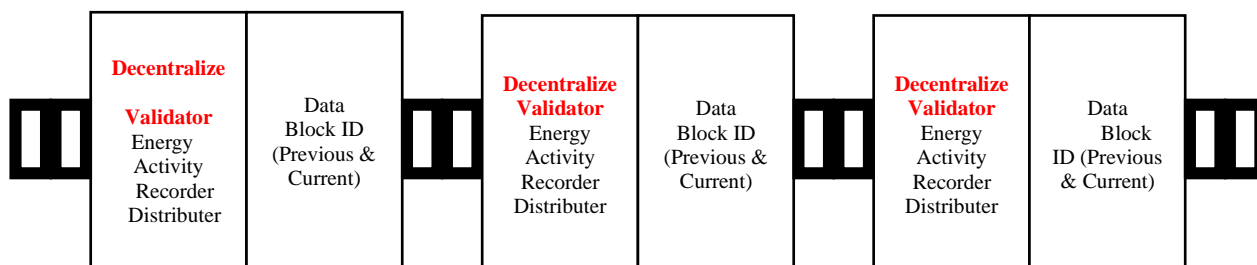 Decentralize
Validator
Energy
Activity
Recorder
Distributer
Data
Block ID
(Previous &
Current)
Decentralize
Validator
Energy
Activity
Recorder
Distributer
Data
Block ID
(Previous &
Current)
Decentralize
Validator
Energy
Activity
Recorder
Distributer
Data
Block
ID (Previous
& Current)